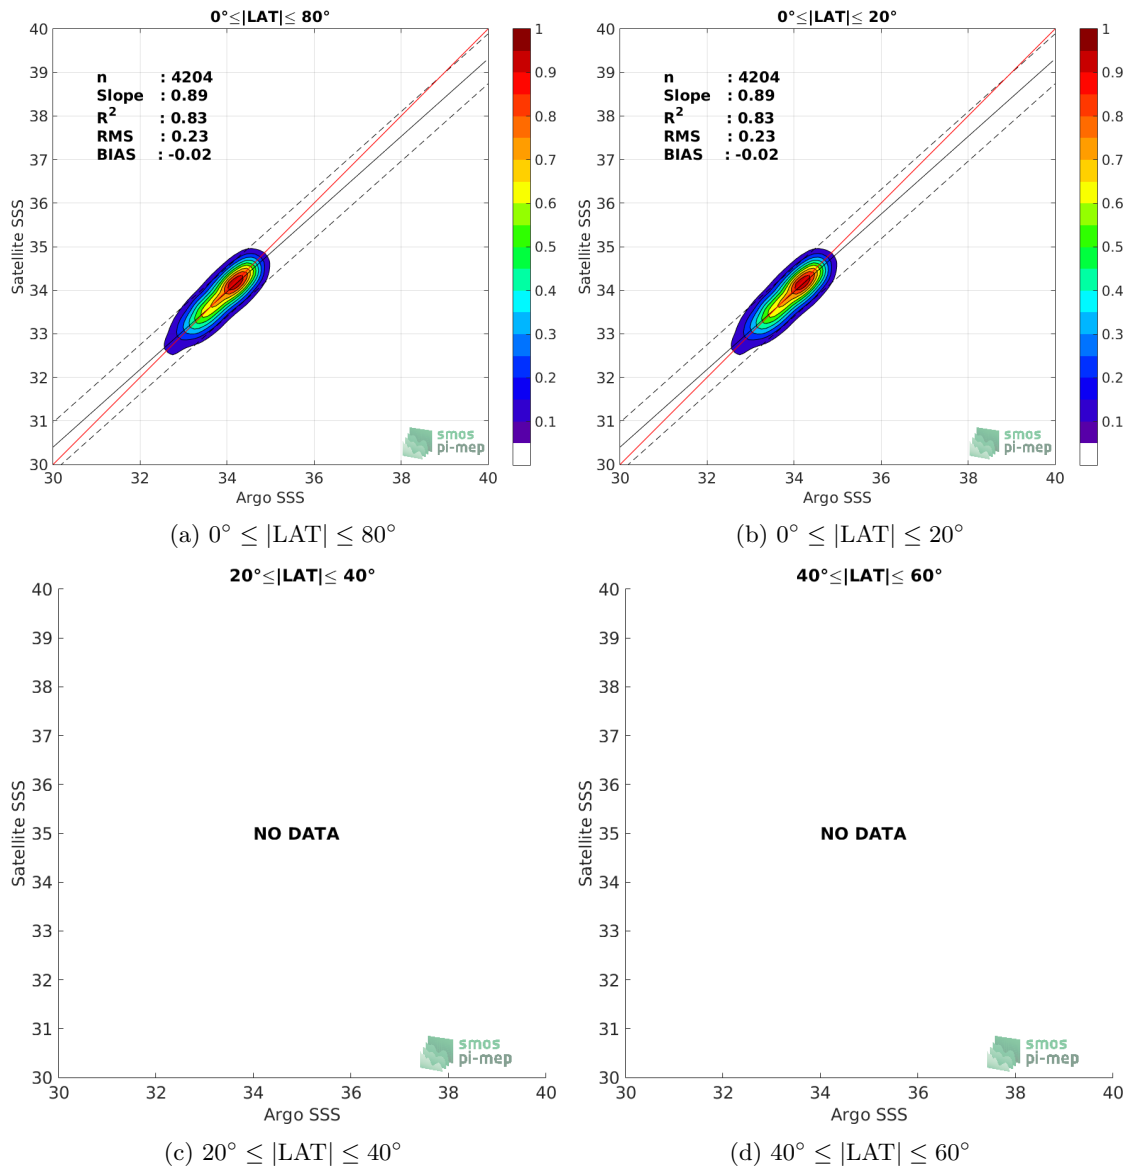 0°≤|LAT|≤ 80°
40
39
38
37
36
35
34
33
32
31
30
Satellite SSS
n : 4204
Slope : 0.89
R² : 0.83
RMS : 0.23
BIAS : -0.02
smos
pi-mep
30 32 34 36 38 40
Argo SSS
1
0.9
0.8
0.7
0.6
0.5
0.4
0.3
0.2
0.1
(a) 0° ≤ |LAT| ≤ 80°
0°≤|LAT|≤ 20°
40
39
38
37
36
35
34
33
32
31
30
Satellite SSS
n : 4204
Slope : 0.89
R² : 0.83
RMS : 0.23
BIAS : -0.02
smos
pi-mep
30 32 34 36 38 40
Argo SSS
1
0.9
0.8
0.7
0.6
0.5
0.4
0.3
0.2
0.1
(b) 0° ≤ |LAT| ≤ 20°
20°≤|LAT|≤ 40°
40
39
38
37
36
35
34
33
32
31
30
Satellite SSS
NO DATA
smos
pi-mep
30 32 34 36 38 40
Argo SSS
(c) 20° ≤ |LAT| ≤ 40°
40°≤|LAT|≤ 60°
40
39
38
37
36
35
34
33
32
31
30
Satellite SSS
NO DATA
smos
pi-mep
30 32 34 36 38 40
Argo SSS
(d) 40° ≤ |LAT| ≤ 60°